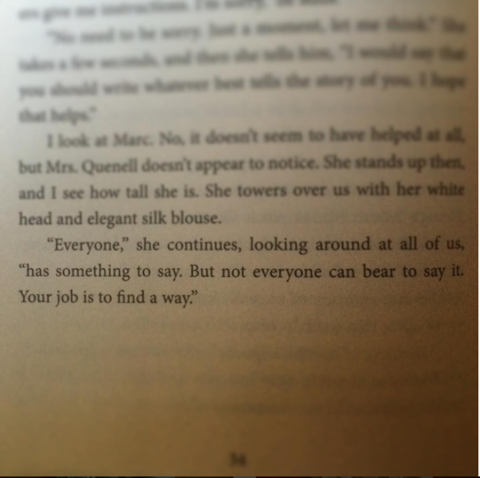 ers give me instructions. I'm sorry," he adds.
"No need to be sorry. Just a moment, let me think." She
takes a few seconds, and then she tells him, "I would say that
you should write whatever best tells the story of you. I hope
that helps."
I look at Marc. No, it doesn't seem to have helped at all,
but Mrs. Quenell doesn't appear to notice. She stands up then,
and I see how tall she is. She towers over us with her white
head and elegant silk blouse.
"Everyone," she continues, looking around at all of us,
"has something to say. But not everyone can bear to say it.
Your job is to find a way."
34